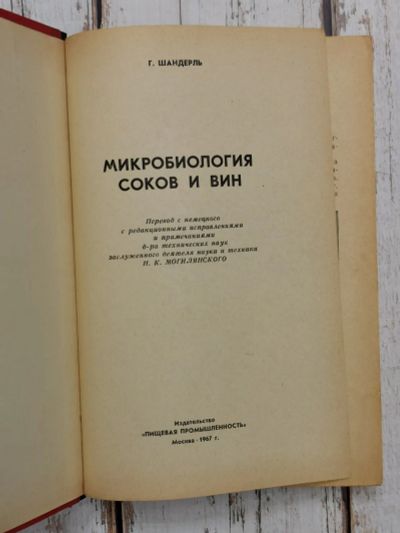 Г. ШАНДЕРЛЬ
МИКРОБИОЛОГИЯ
СОКОВ И ВИН
Перевод с немецкого
с редакционными исправлениями
и примечаниями
д-ра технических наук
заслуженного деятеля науки и техники
Н. К. МОГИЛЯНСКОГО
Издательство
«ПИЩЕВАЯ ПРОМЫШЛЕННОСТЬ»
Москва · 1967 г.